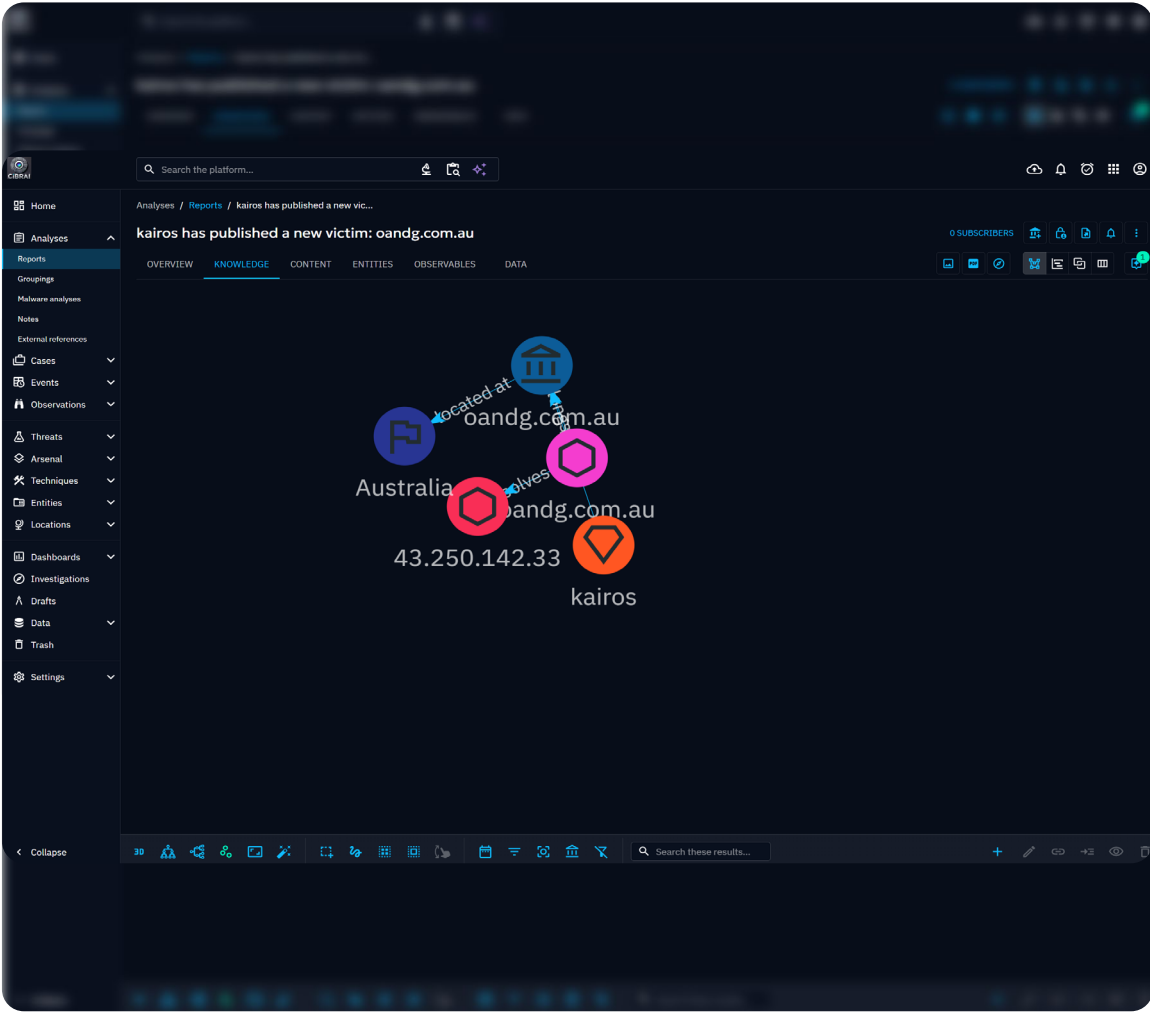 CIBRAI
Search the platform...
Home
Analyses / Reports / kairos has published a new vic...
Analyses
kairos has published a new victim: oandg.com.au
0 SUBSCRIBERS
Reports
OVERVIEW KNOWLEDGE CONTENT ENTITIES OBSERVABLES DATA
PDF
1
Groupings
Malware analyses
Notes
External references
Cases
Events
Observations
Threats
Arsenal
Techniques
Entities
Locations
Dashboards
Investigations
Drafts
Data
Trash
Settings
located at
oandg.com.au
Australia
oandg.com.au
43.250.142.33
kairos
Collapse
3D
Search these results...